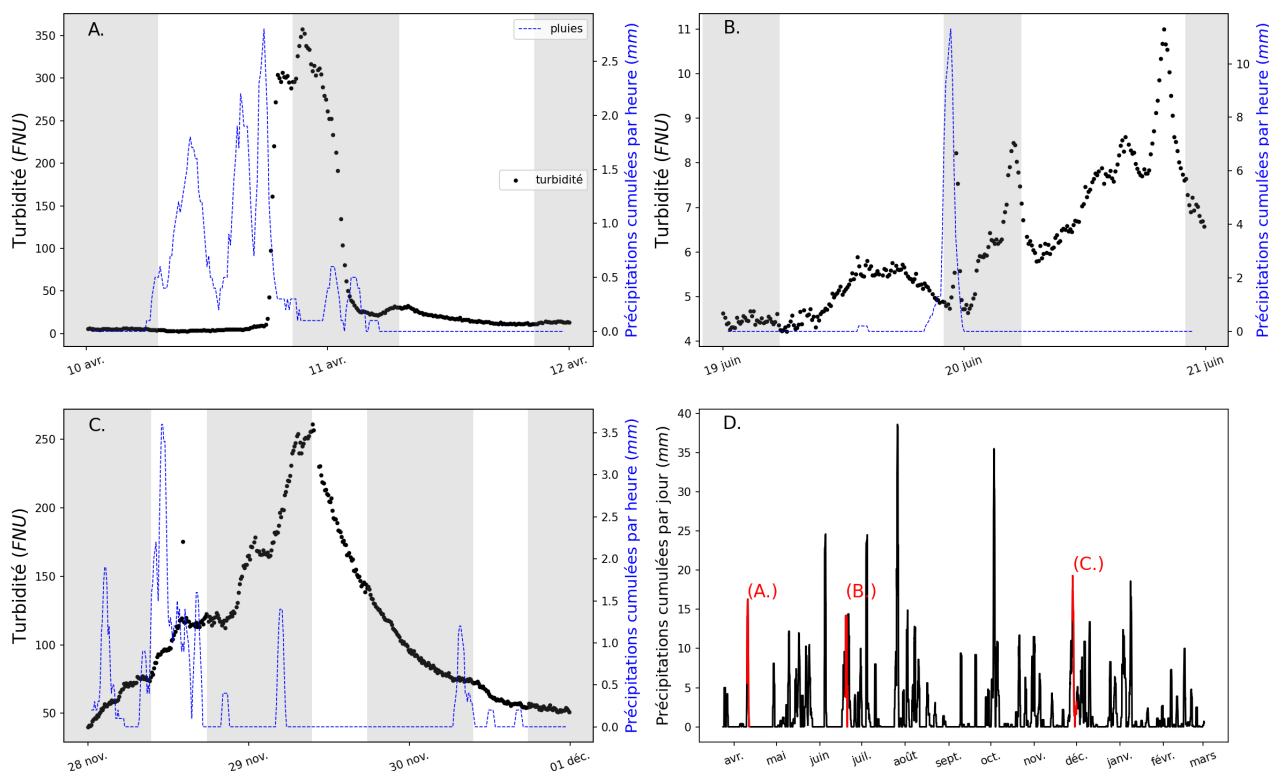 A.
pluies
turbidité
Turbidité (FNU)
350
300
250
200
150
100
50
0
2.5
2.0
1.5
1.0
0.5
0.0
Précipitations cumulées par heure (mm)
10 avr.
11 avr.
12 avr.
B.
Turbidité (FNU)
11
10
9
8
7
6
5
4
10
8
6
4
2
0
Précipitations cumulées par heure (mm)
19 juin
20 juin
21 juin
C.
Turbidité (FNU)
250
200
150
100
50
3.5
3.0
2.5
2.0
1.5
1.0
0.5
0.0
Précipitations cumulées par heure (mm)
28 nov.
29 nov.
30 nov.
01 déc.
D.
Précipitations cumulées par jour (mm)
40
35
30
25
20
15
10
5
0
(A.)
(B.)
(C.)
avr.
mai
juin
juil.
août
sept.
oct.
nov.
déc.
janv.
févr.
mars